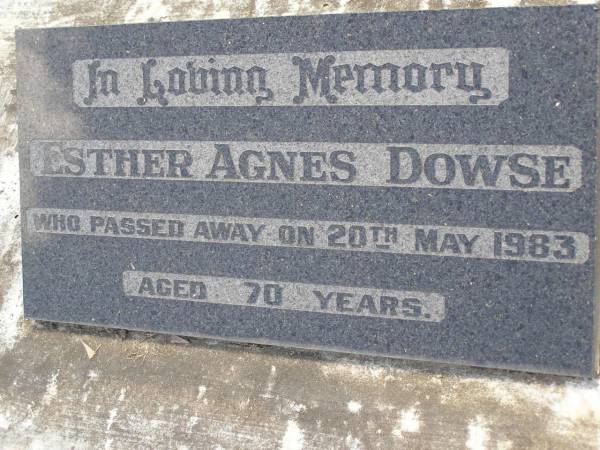 In Loving Memory
ESTHER AGNES DOWSE
WHO PASSED AWAY ON 20TH MAY 1983
AGED 70 YEARS.